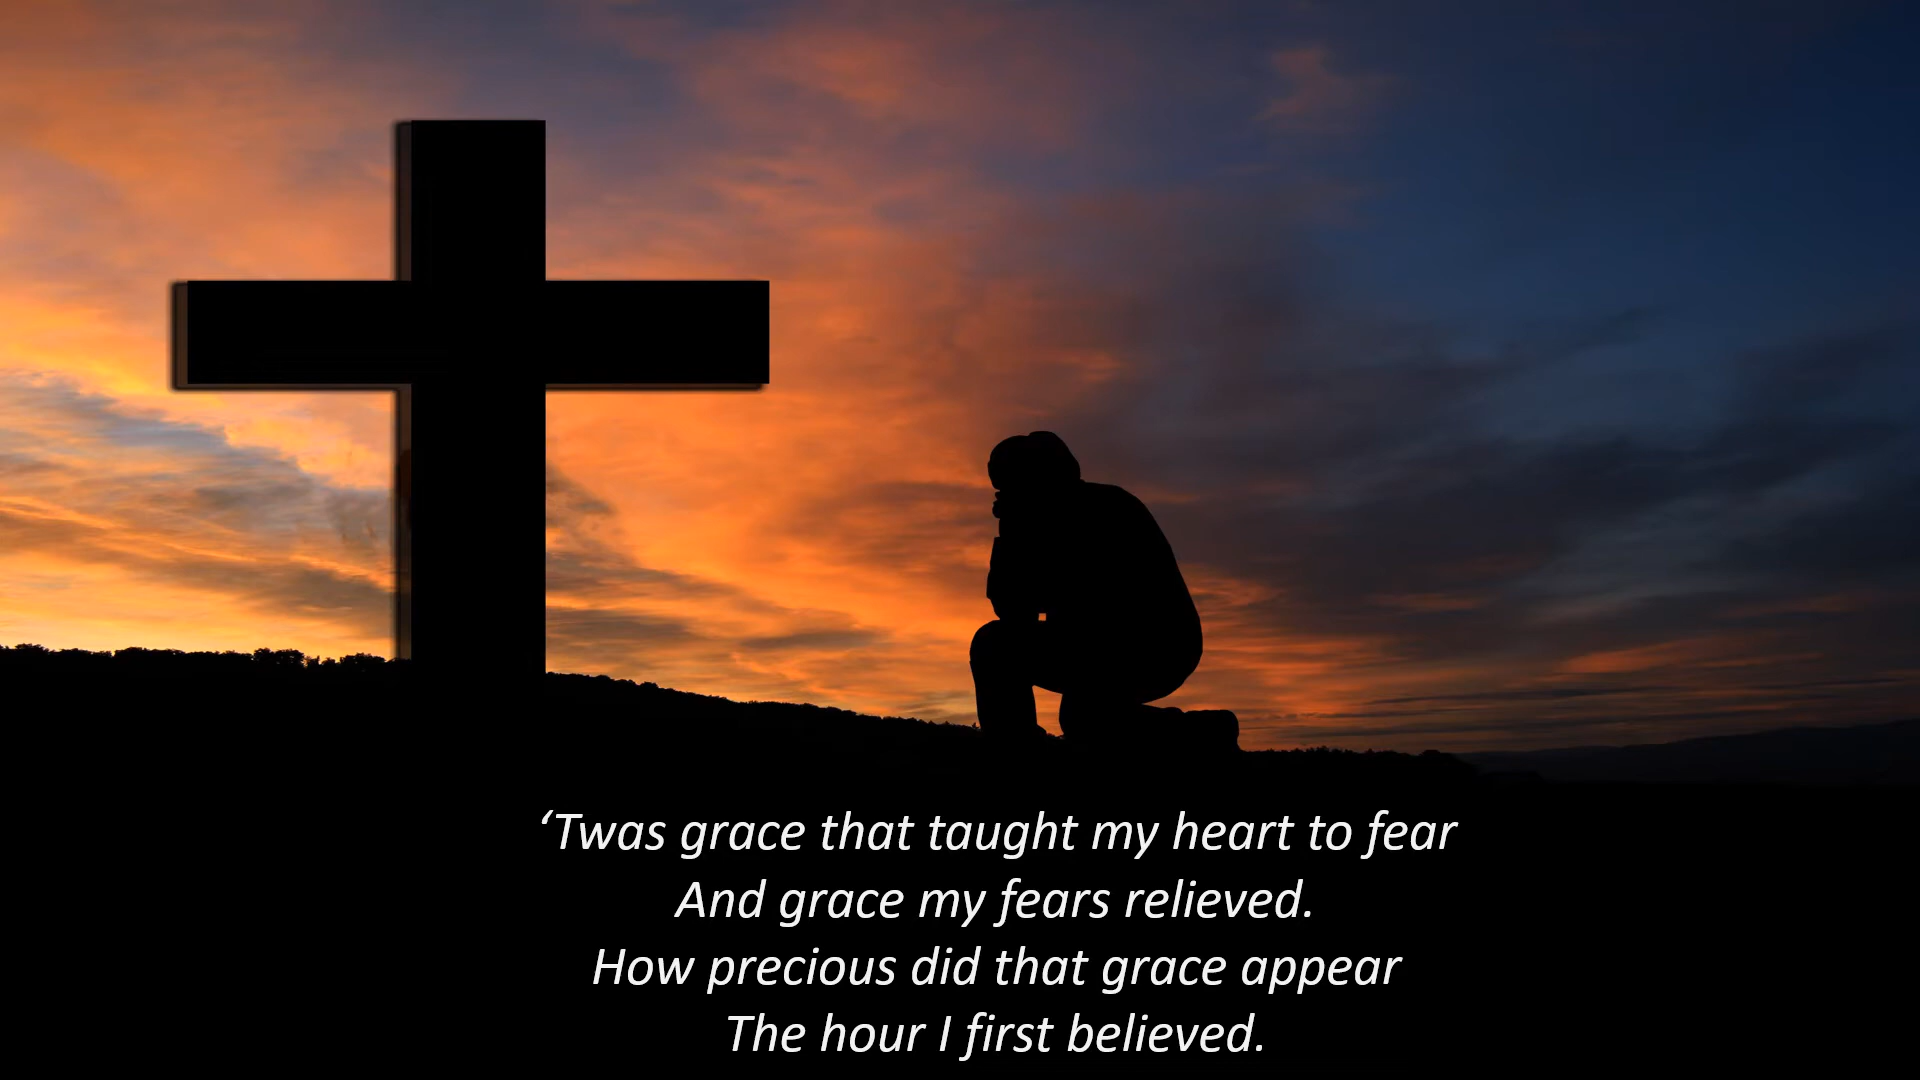 ‘Twas grace that taught my heart to fear
And grace my fears relieved.
How precious did that grace appear
The hour I first believed.